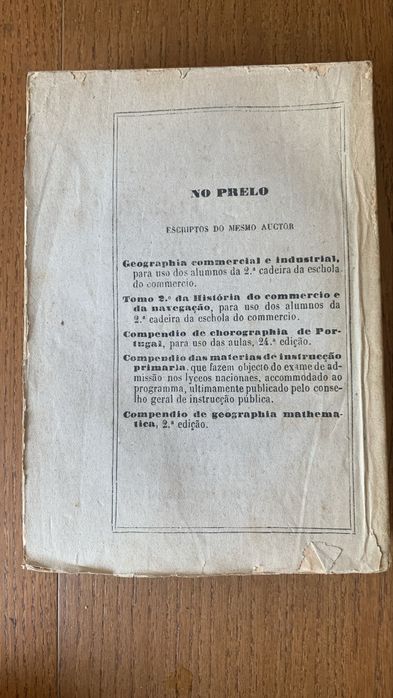 NO PRELO
ESCRIPTOS DO MESMO AUCTOR
Geographia commercial e industrial,
para uso dos alumnos da 2.ª cadeira da eschola
do commercio.
Tomo 2.º da História do commercio e
da navegação, para uso dos alumnos da
2.ª cadeira da eschola do commercio.
Compendio de chorographia de Por-
tugal, para uso das aulas, 24.ª edição.
Compendio das materias de instrucção
primaria, que fazem objecto do exame de ad-
missão nos lyceos nacionaes, accommodado ao
programma, ultimamente publicado pelo conse-
lho geral de instrucção pública.
Compendio de geographia mathema-
tica, 2.ª edição.